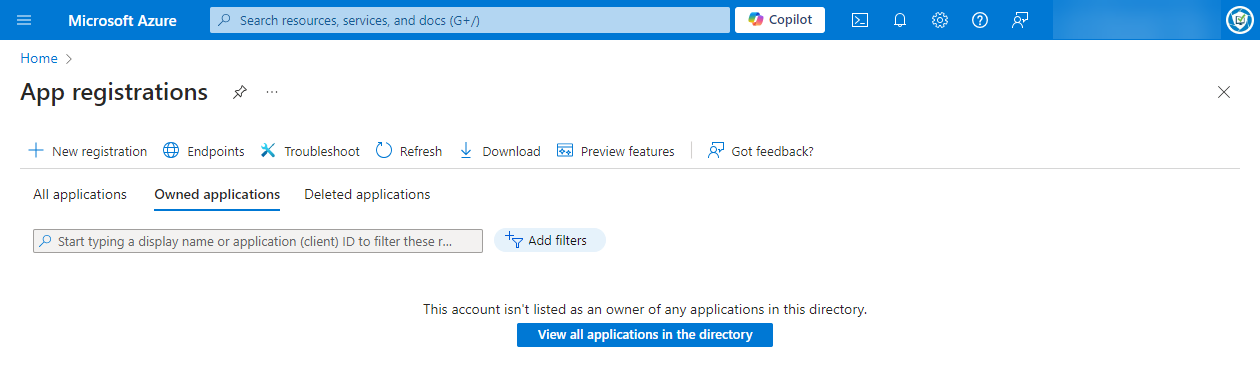 Microsoft Azure Search resources, services, and docs (G+/) Copilot
Home
App registrations
New registration Endpoints Troubleshoot Refresh Download Preview features Got feedback?
All applications Owned applications Deleted applications
Start typing a display name or application (client) ID to filter these r... Add filters
This account isn't listed as an owner of any applications in this directory.
View all applications in the directory